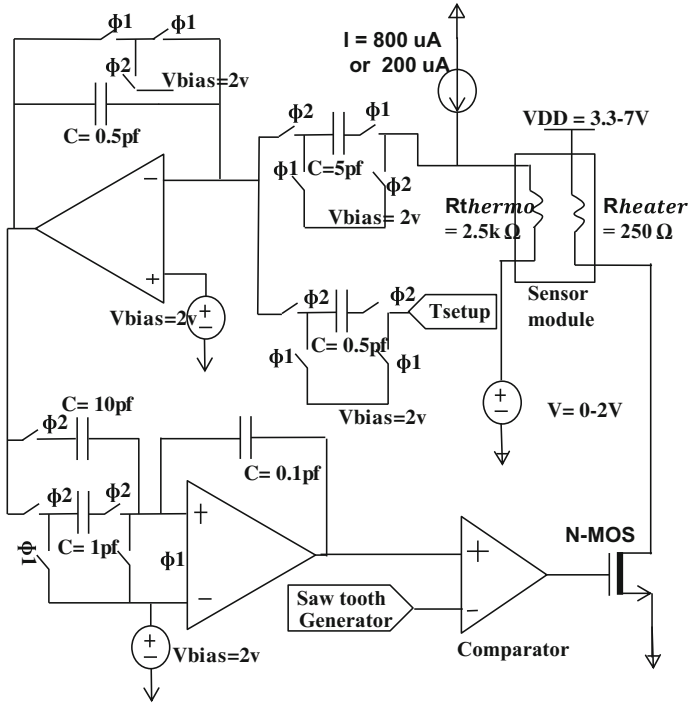 ϕ1
ϕ1
ϕ2
Vbias=2v
C= 0.5pf
I = 800 uA
or 200 uA
VDD = 3.3-7V
ϕ2
ϕ1
C=5pf
ϕ1
ϕ2
Vbias= 2v
Rthermo
= 2.5k Ω
Rheater
= 250 Ω
Sensor
module
−
+
Vbias=2v
ϕ2
ϕ2
Tsetup
C= 0.5pf
ϕ1
ϕ1
Vbias=2v
V= 0-2V
C= 10pf
ϕ2
C= 0.1pf
ϕ2
ϕ2
C= 1pf
ϕ1
ϕ1
+
−
N-MOS
+
-
Saw tooth
Generator
Comparator
Vbias=2v